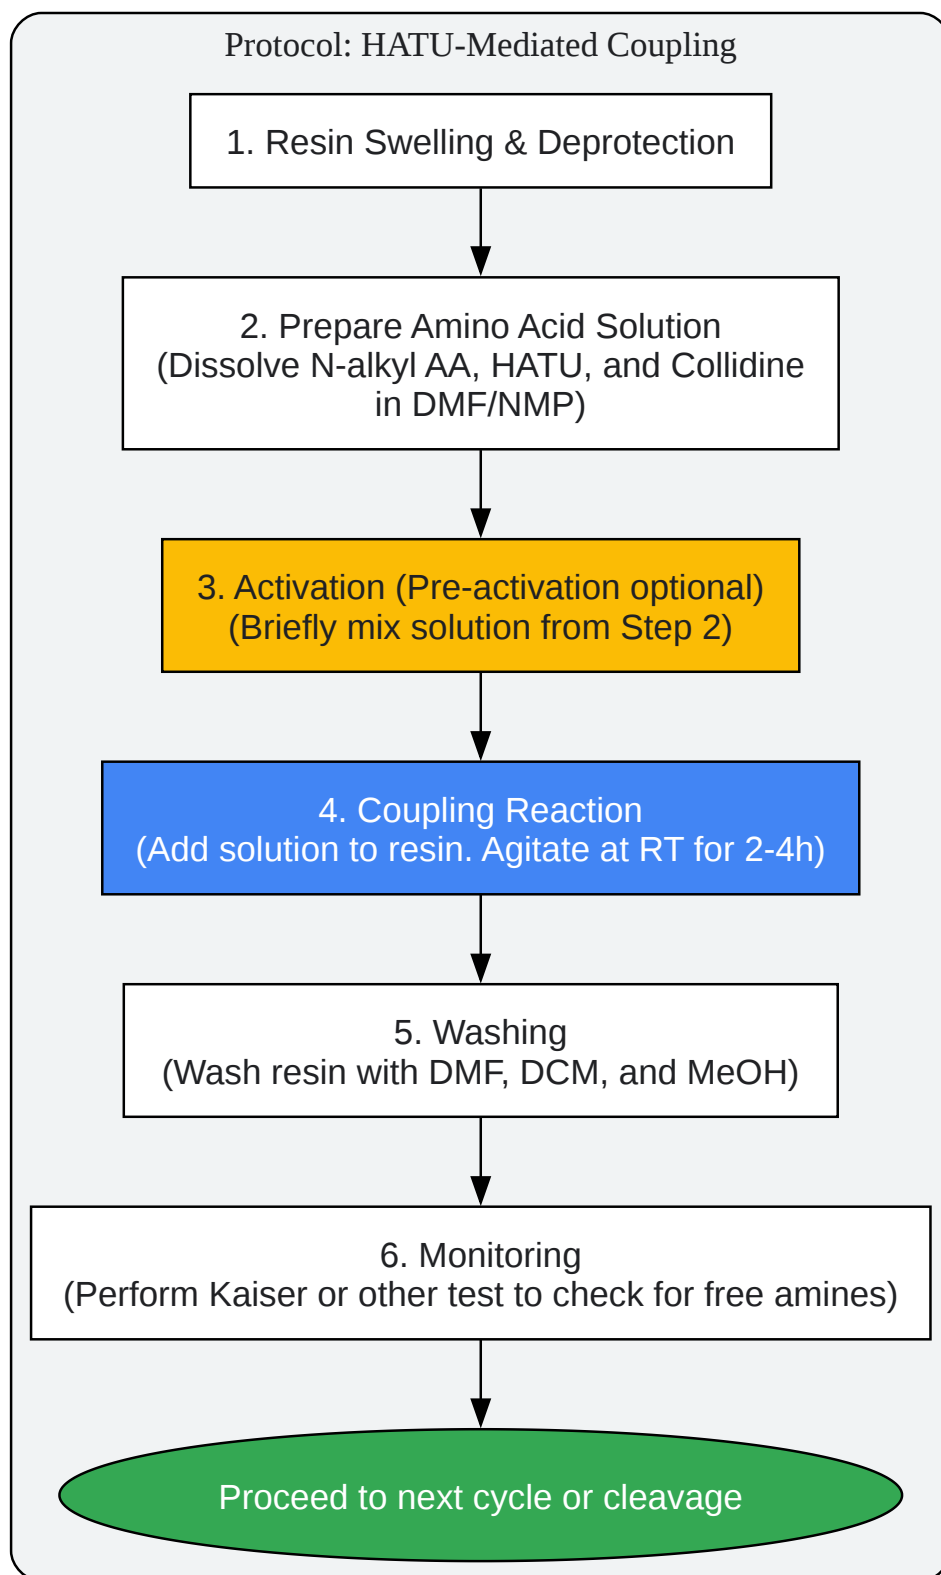 Protocol: HATU-Mediated Coupling
1. Resin Swelling & Deprotection
2. Prepare Amino Acid Solution
(Dissolve N-alkyl AA, HATU, and Collidine
in DMF/NMP)
3. Activation (Pre-activation optional)
(Briefly mix solution from Step 2)
4. Coupling Reaction
(Add solution to resin. Agitate at RT for 2-4h)
5. Washing
(Wash resin with DMF, DCM, and MeOH)
6. Monitoring
(Perform Kaiser or other test to check for free amines)
Proceed to next cycle or cleavage